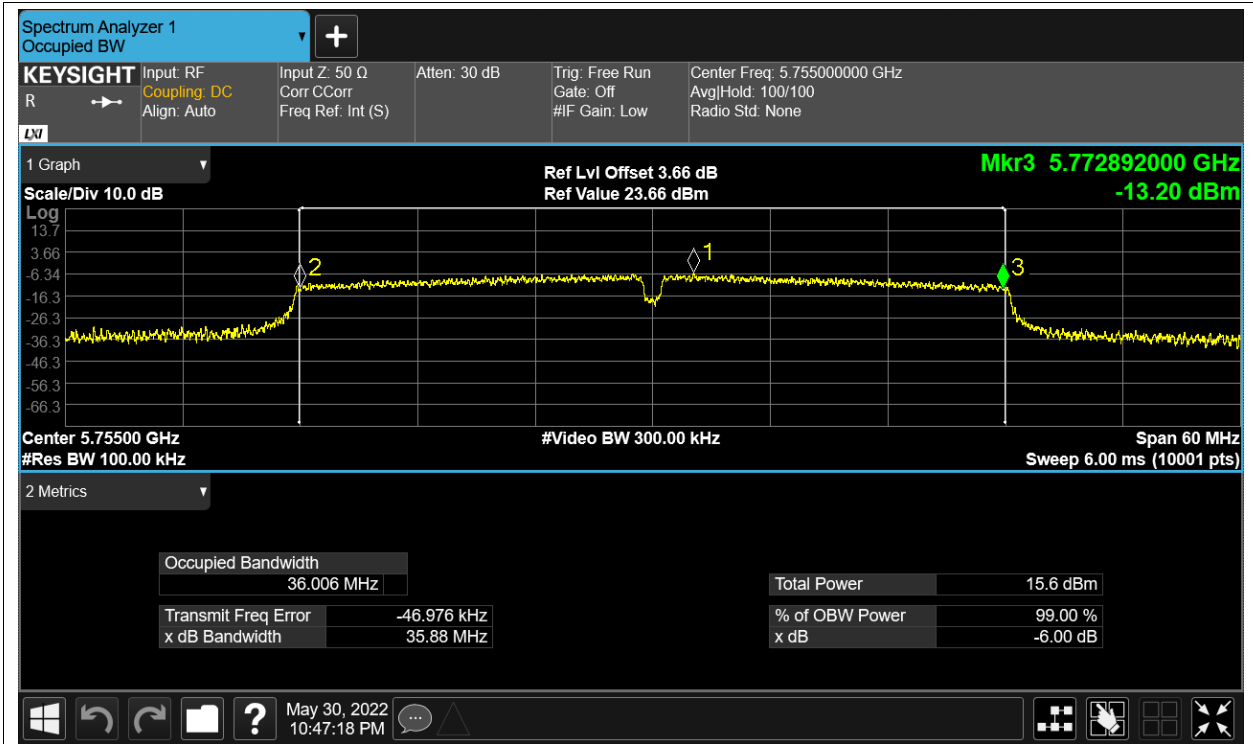 Spectrum Analyzer 1
Occupied BW
KEYSIGHT
R
LXI
Input: RF
Coupling: DC
Align: Auto
Input Z: 50 Ω
Corr CCorr
Freq Ref: Int (S)
Atten: 30 dB
Trig: Free Run
Gate: Off
#IF Gain: Low
Center Freq: 5.755000000 GHz
Avg|Hold: 100/100
Radio Std: None
1 Graph
Scale/Div 10.0 dB
Ref Lvl Offset 3.66 dB
Ref Value 23.66 dBm
Mkr3 5.772892000 GHz
-13.20 dBm
Log
13.7
3.66
-6.34
-16.3
-26.3
-36.3
-46.3
-56.3
-66.3
2
1
3
Center 5.75500 GHz
#Res BW 100.00 kHz
#Video BW 300.00 kHz
Span 60 MHz
Sweep 6.00 ms (10001 pts)
2 Metrics
Occupied Bandwidth
36.006 MHz
Transmit Freq Error -46.976 kHz
x dB Bandwidth 35.88 MHz
Total Power 15.6 dBm
% of OBW Power 99.00 %
x dB -6.00 dB
May 30, 2022
10:47:18 PM